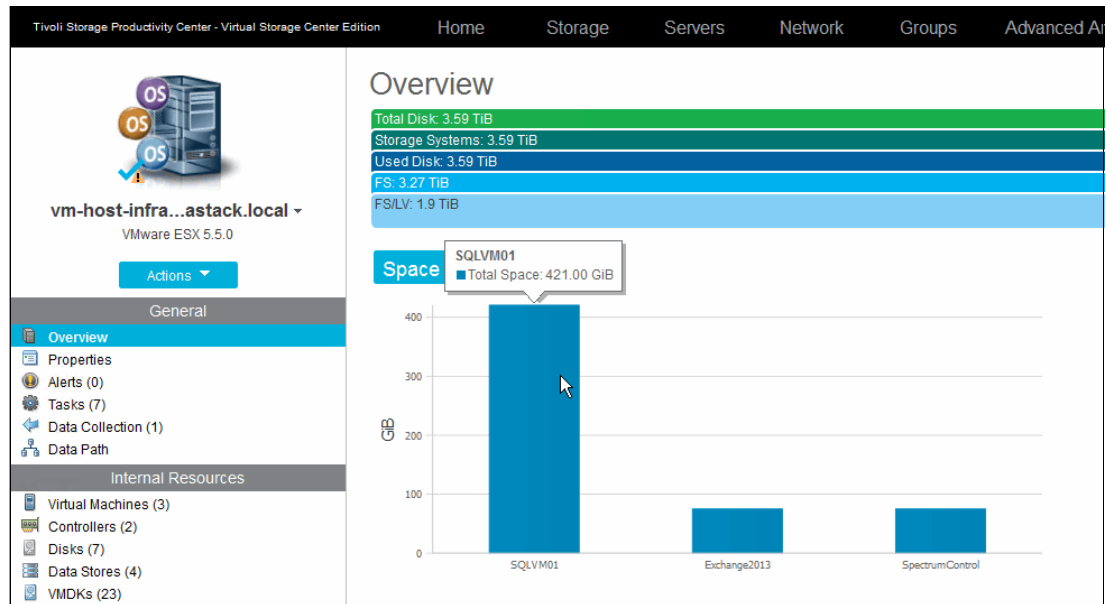 Tivoli Storage Productivity Center - Virtual Storage Center Edition Home Storage Servers Network Groups Advanced
OS
OS
OS
vm-host-infra...astack.local
VMware ESX 5.5.0
Actions
General
Overview
Properties
Alerts (0)
Tasks (7)
Data Collection (1)
Data Path
Internal Resources
Virtual Machines (3)
Controllers (2)
Disks (7)
Data Stores (4)
VMDKs (23)
Overview
Total Disk: 3.59 TiB
Storage Systems: 3.59 TiB
Used Disk: 3.59 TiB
FS: 3.27 TiB
FS/LV: 1.9 TiB
Space
SQLVM01
Total Space: 421.00 GiB
GiB
400
300
200
100
0
SQLVM01 Exchange2013 SpectrumControl